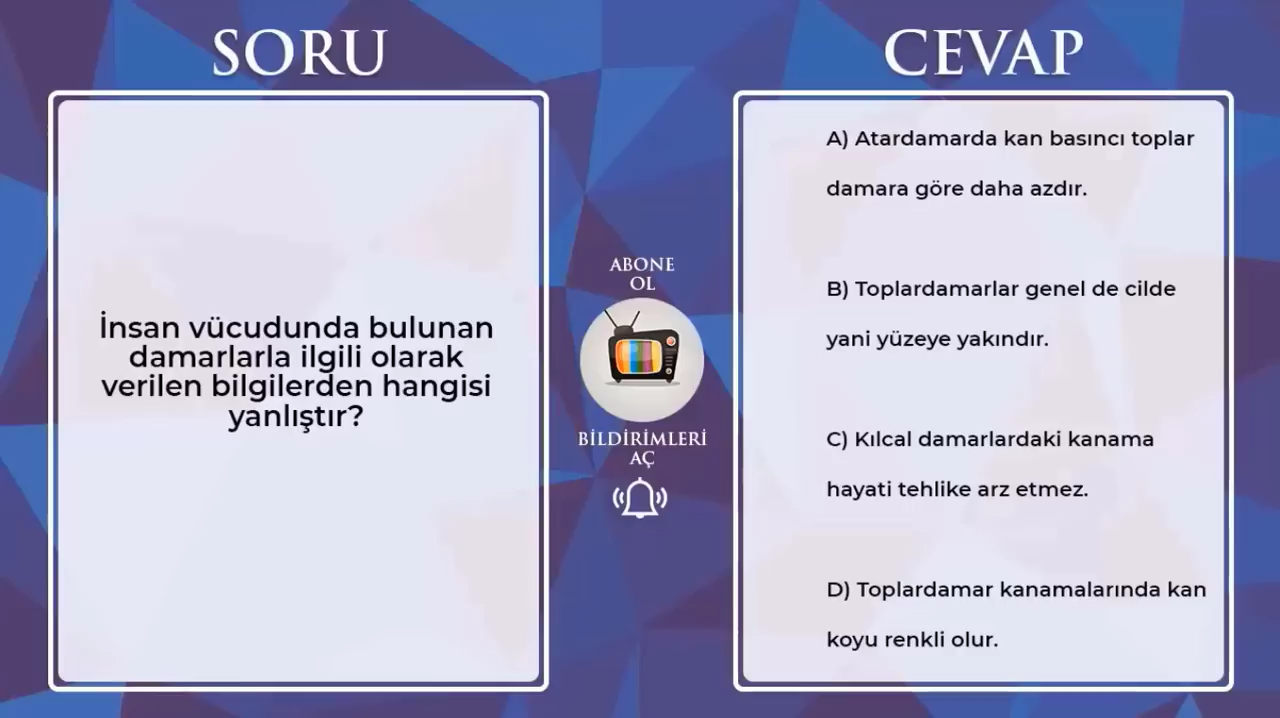 SORU
İnsan vücudunda bulunan
damarlarla ilgili olarak
verilen bilgilerden hangisi
yanlıştır?
ABONE
OL
BİLDİRİMLERİ
AÇ
CEVAP
A) Atardamarda kan basıncı toplar
damara göre daha azdır.
B) Toplardamarlar genel de cilde
yani yüzeye yakındır.
C) Kılcal damarlardaki kanama
hayati tehlike arz etmez.
D) Toplardamar kanamalarında kan
koyu renkli olur.